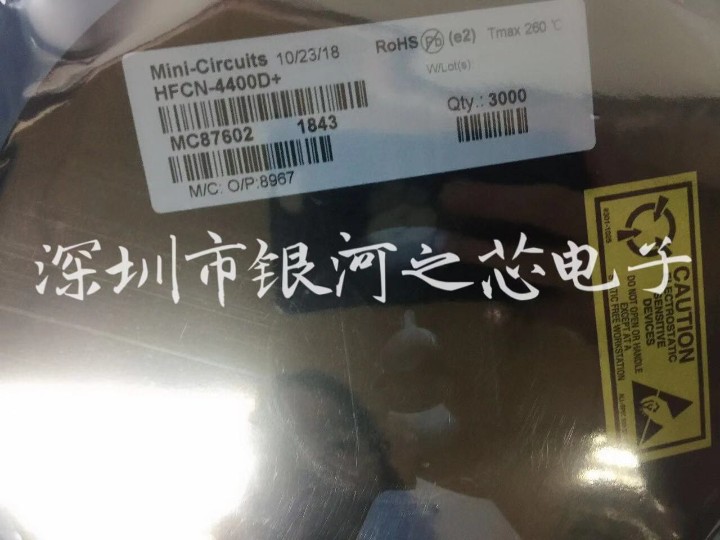 Mini-Circuits 10/23/18
RoHS Pb (e2) Tmax 260 ℃
HFCN-4400D+
W/Lot(s)
Qty.: 3000
MC87602 1843
M/C: O/P:8967
深圳市银河之芯电子
CAUTION
ELECTROSTATIC
SENSITIVE
DEVICES
DO NOT OPEN OR HANDLE
EXCEPT AT A
STATIC FREE WORKSTATION